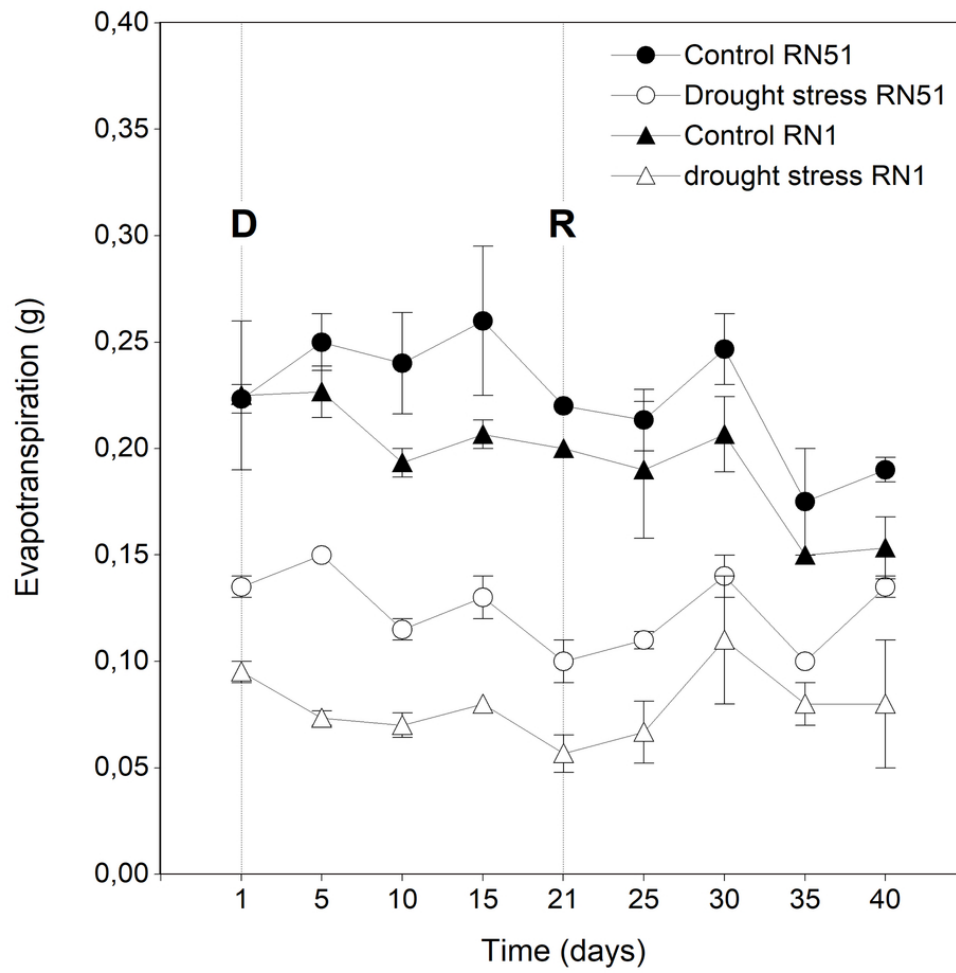 0,40
0,35
0,30
0,25
0,20
0,15
0,10
0,05
0,00
Evapotranspiration (g)
Control RN51
Drought stress RN51
Control RN1
drought stress RN1
D
R
1 5 10 15 21 25 30 35 40
Time (days)